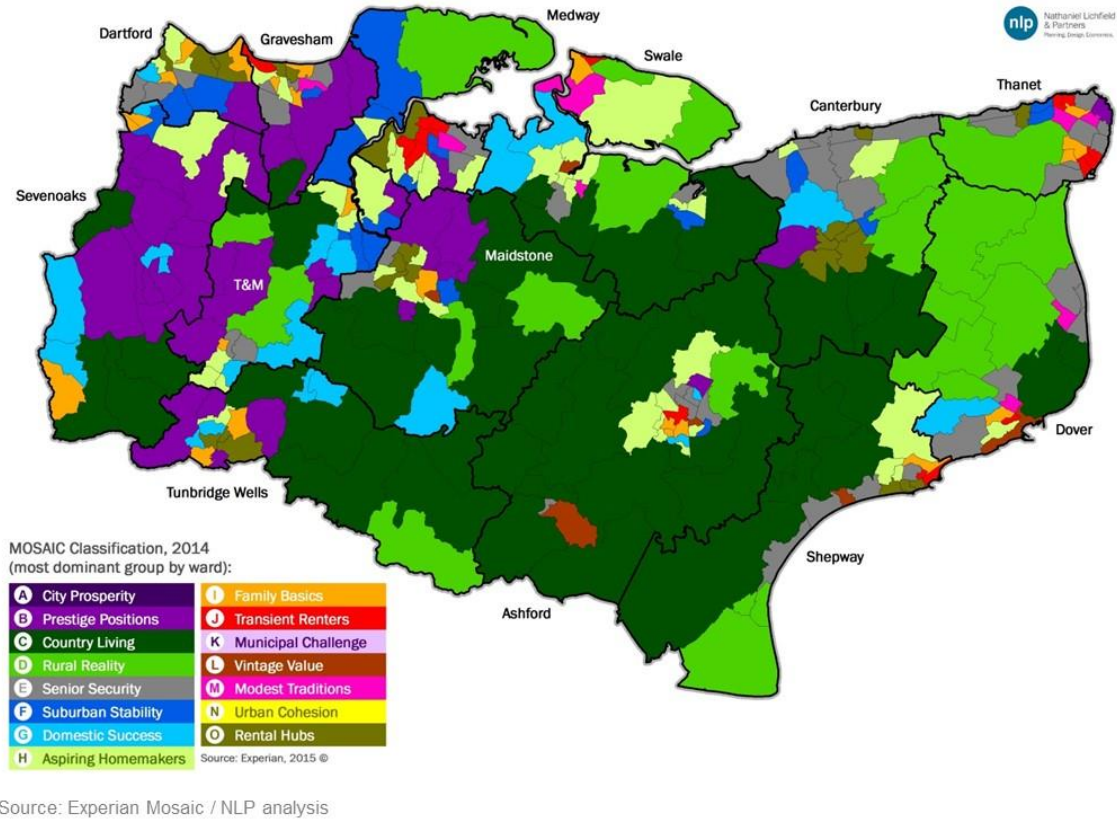 Medway
Dartford
Gravesham
Swale
nlp
Nathaniel Lichfield
& Partners
Planning. Design. Economics.
Thanet
Canterbury
Sevenoaks
Maidstone
T&M
Dover
Tunbridge Wells
Shepway
Ashford
MOSAIC Classification, 2014
(most dominant group by ward):
A City Prosperity
B Prestige Positions
C Country Living
D Rural Reality
E Senior Security
F Suburban Stability
G Domestic Success
H Aspiring Homemakers
I Family Basics
J Transient Renters
K Municipal Challenge
L Vintage Value
M Modest Traditions
N Urban Cohesion
O Rental Hubs
Source: Experian, 2015 ©
Source: Experian Mosaic / NLP analysis